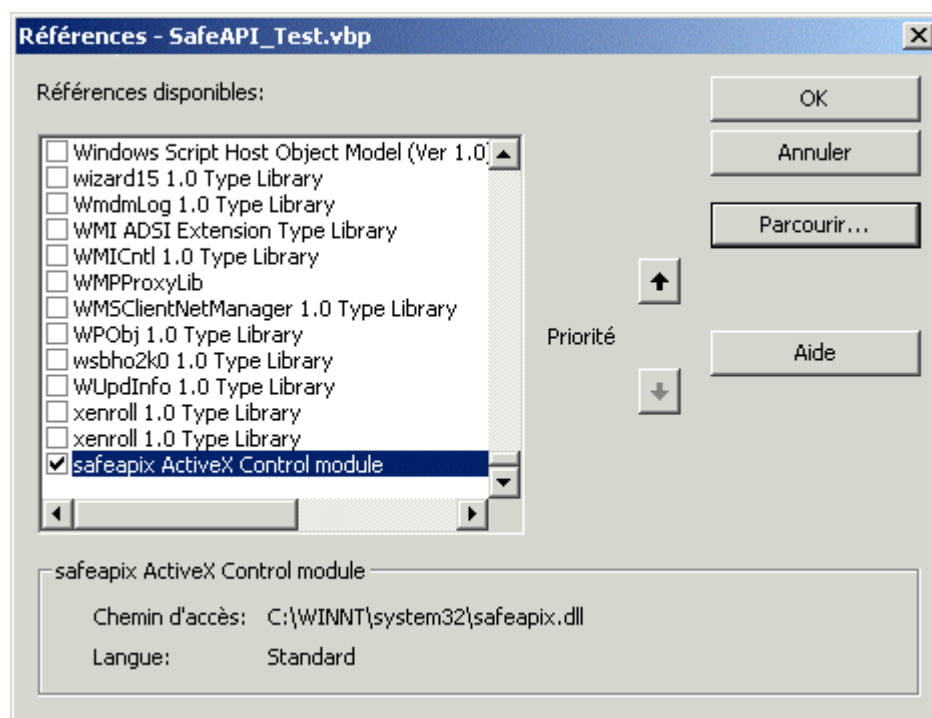 Références - SafeAPI_Test.vbp
Références disponibles:
Windows Script Host Object Model (Ver 1.0
wizard15 1.0 Type Library
WmdmLog 1.0 Type Library
WMI ADSI Extension Type Library
WMICntl 1.0 Type Library
WMPProxyLib
WMSClientNetManager 1.0 Type Library
WPObj 1.0 Type Library
wsbho2k0 1.0 Type Library
WUpdInfo 1.0 Type Library
xenroll 1.0 Type Library
xenroll 1.0 Type Library
safeapix ActiveX Control module
Priorité
OK
Annuler
Parcourir...
Aide
safeapix ActiveX Control module
Chemin d'accès: C:\WINNT\system32\safeapix.dll
Langue: Standard